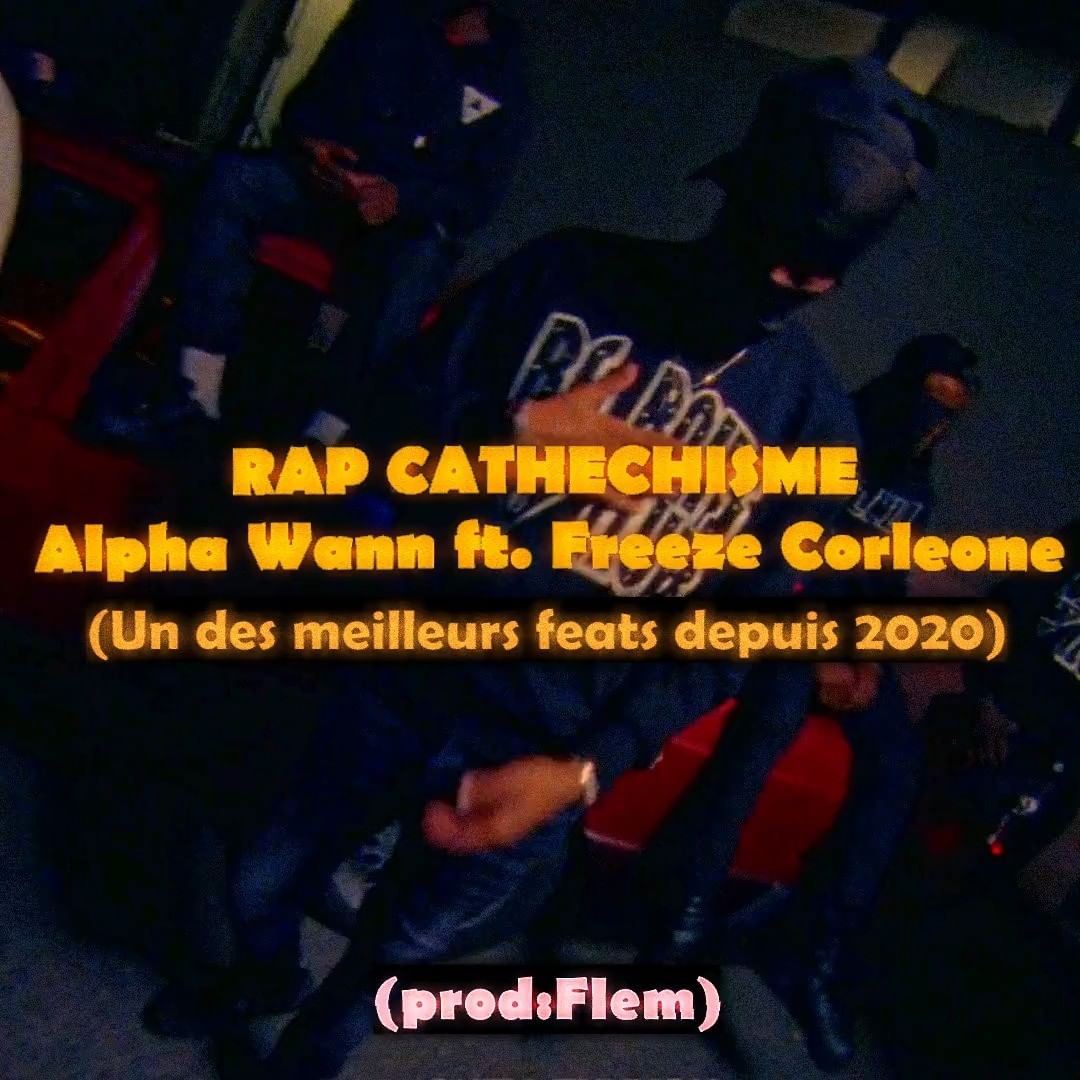 RAP CATHECHISME
Alpha Wann ft. Freeze Corleone
(Un des meilleurs feats depuis 2020)
(prod:Flem)